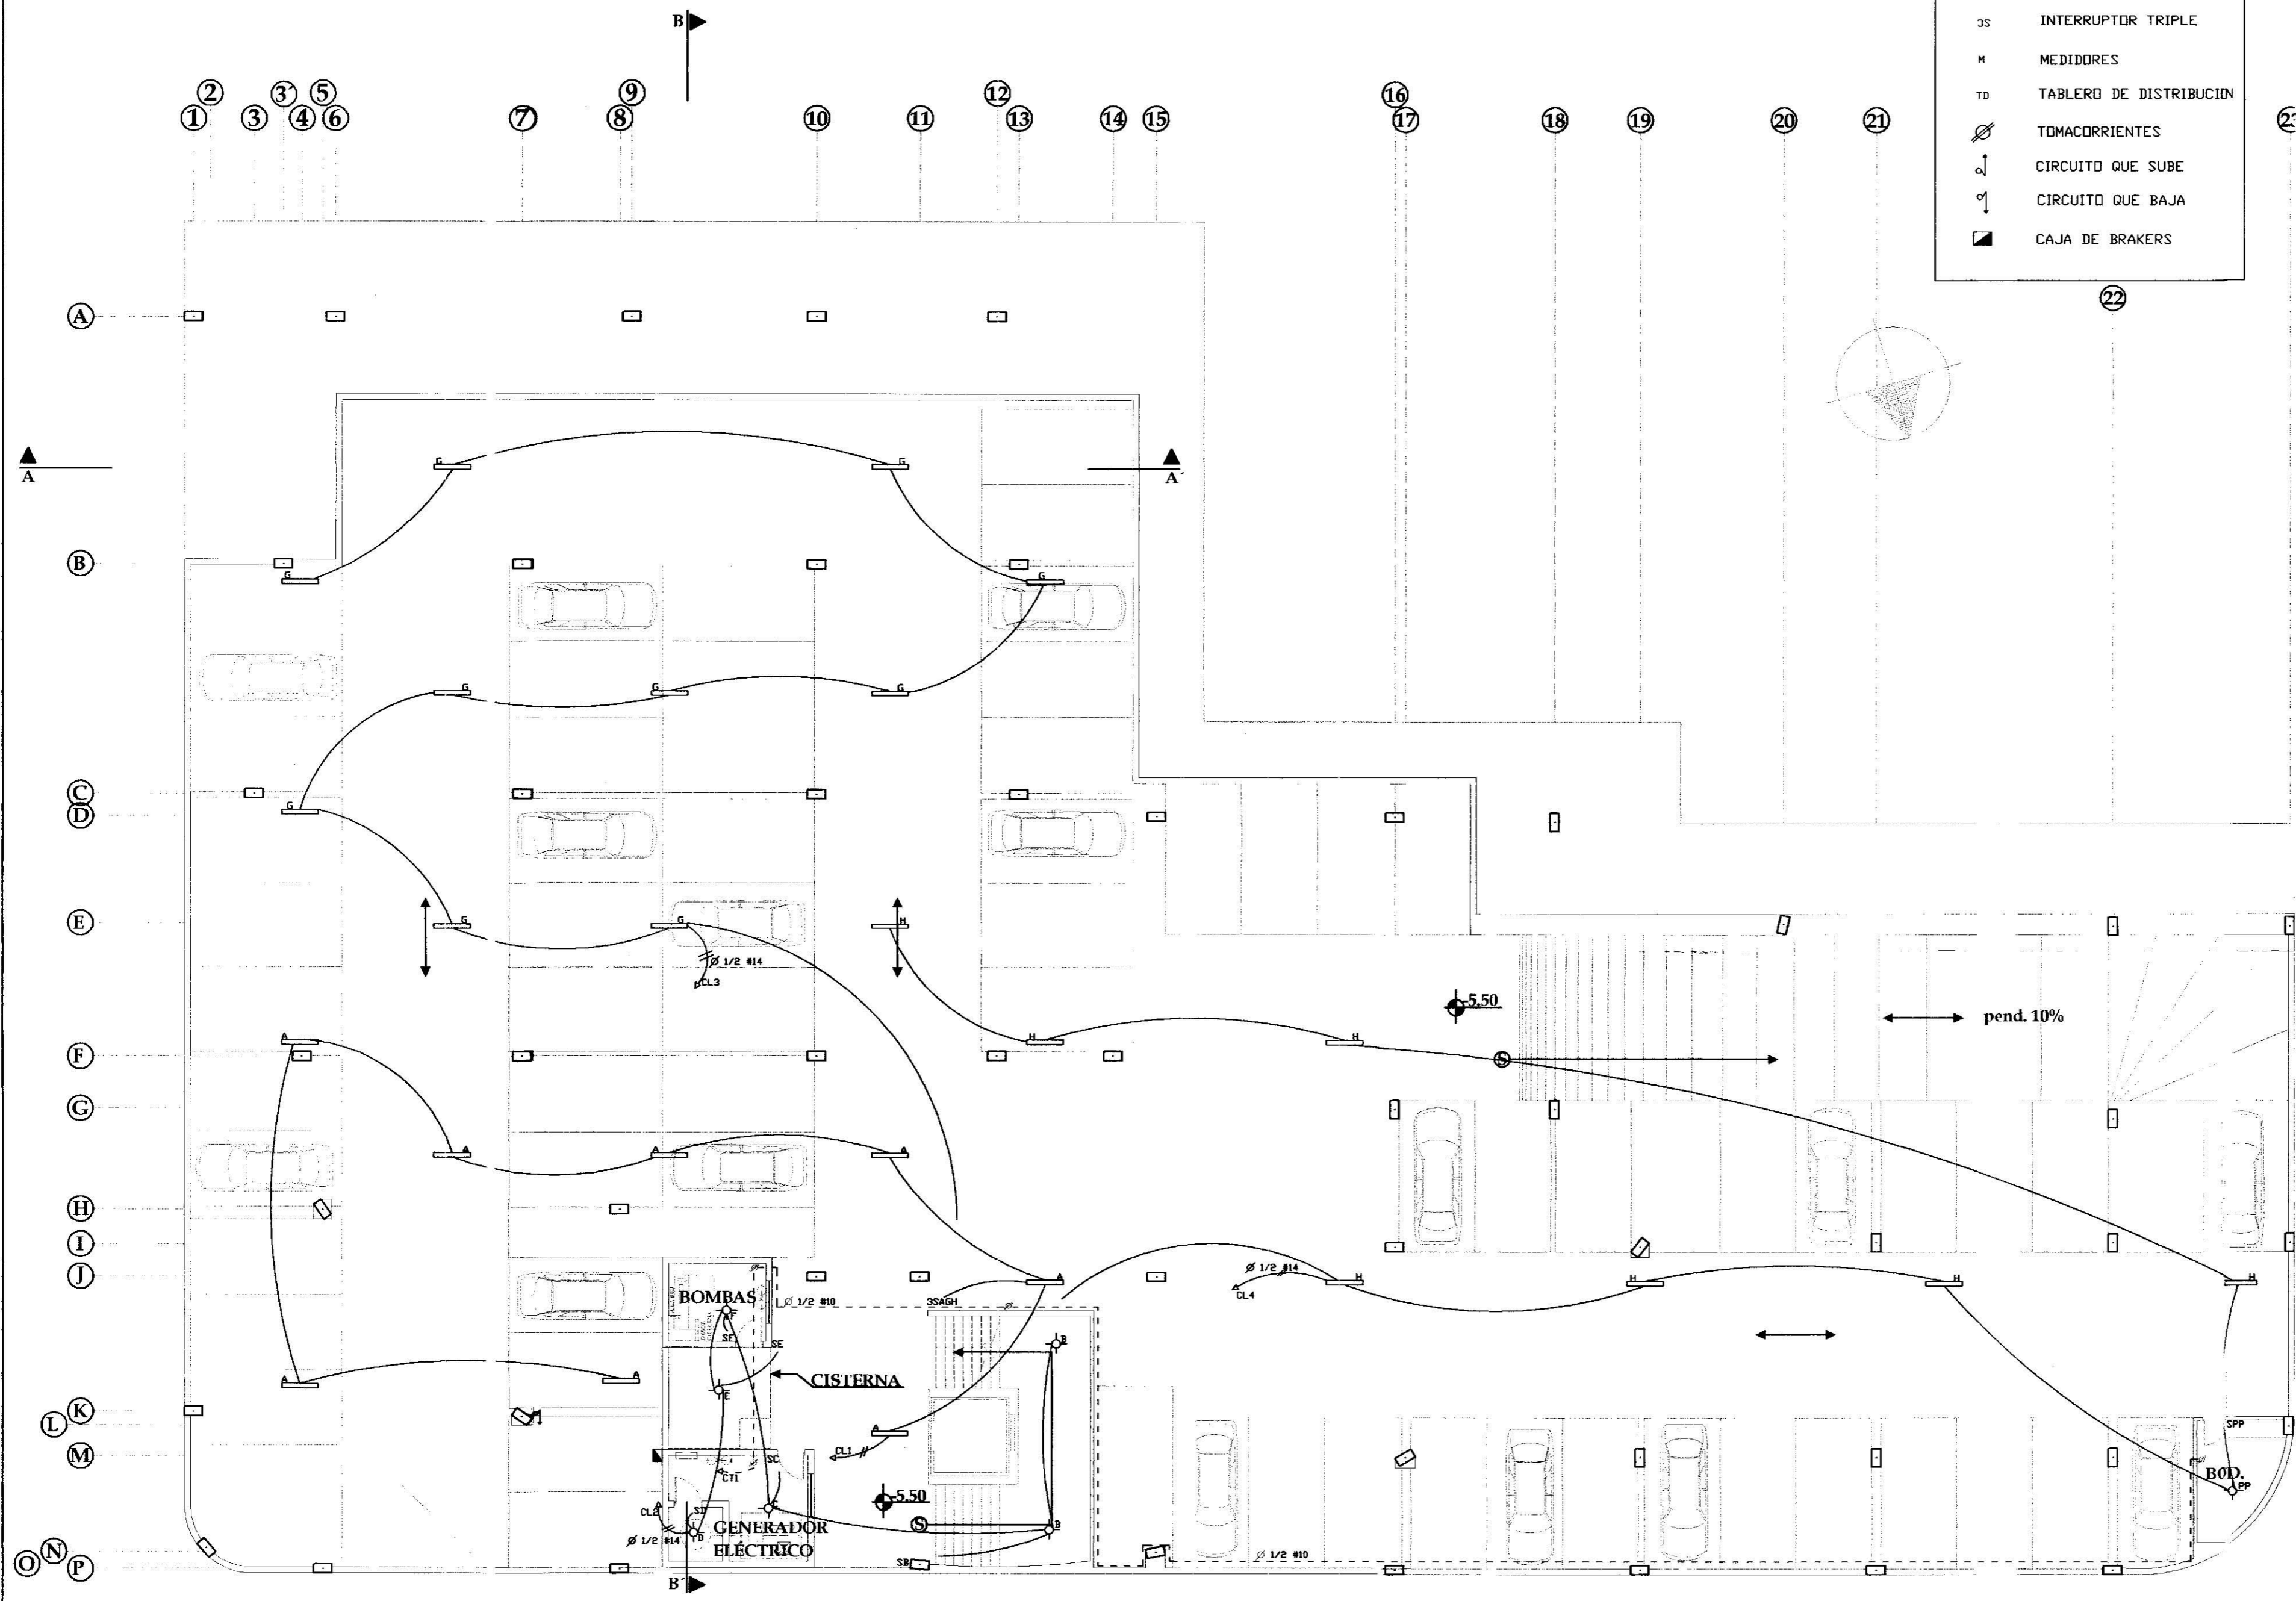 3S INTERRUPTOR TRIPLE
M MEDIDORES
TD TABLERO DE DISTRIBUCION
TOMACORRIENTES
CIRCUITO QUE SUBE
CIRCUITO QUE BAJA
CAJA DE BRAKERS
B
1 2 3 3' 4 5 6 7 8 9 10 11 12 13 14 15 16 17 18 19 20 21 23
22
A
A A´
G G
B
G G
G G G
C
D
G
E
G G H
Ø 1/2 #14
CL3
-5.50
pend. 10%
A H H
F
S
G
A A A
H
I
J
A H H H H
Ø 1/2 #14
CL4
BOMBAS
Ø 1/2 #10
3SAGH
F
SF
SE
B
CISTERNA
E
A A
K
L
A
SPP
M
CL1
SC
CT1
BOD.
PP
-5.50
CL2
SD
C
D
GENERADOR
ELÉCTRICO
S
B
Ø 1/2 #14
SB
Ø 1/2 #10
N
O
P
B´